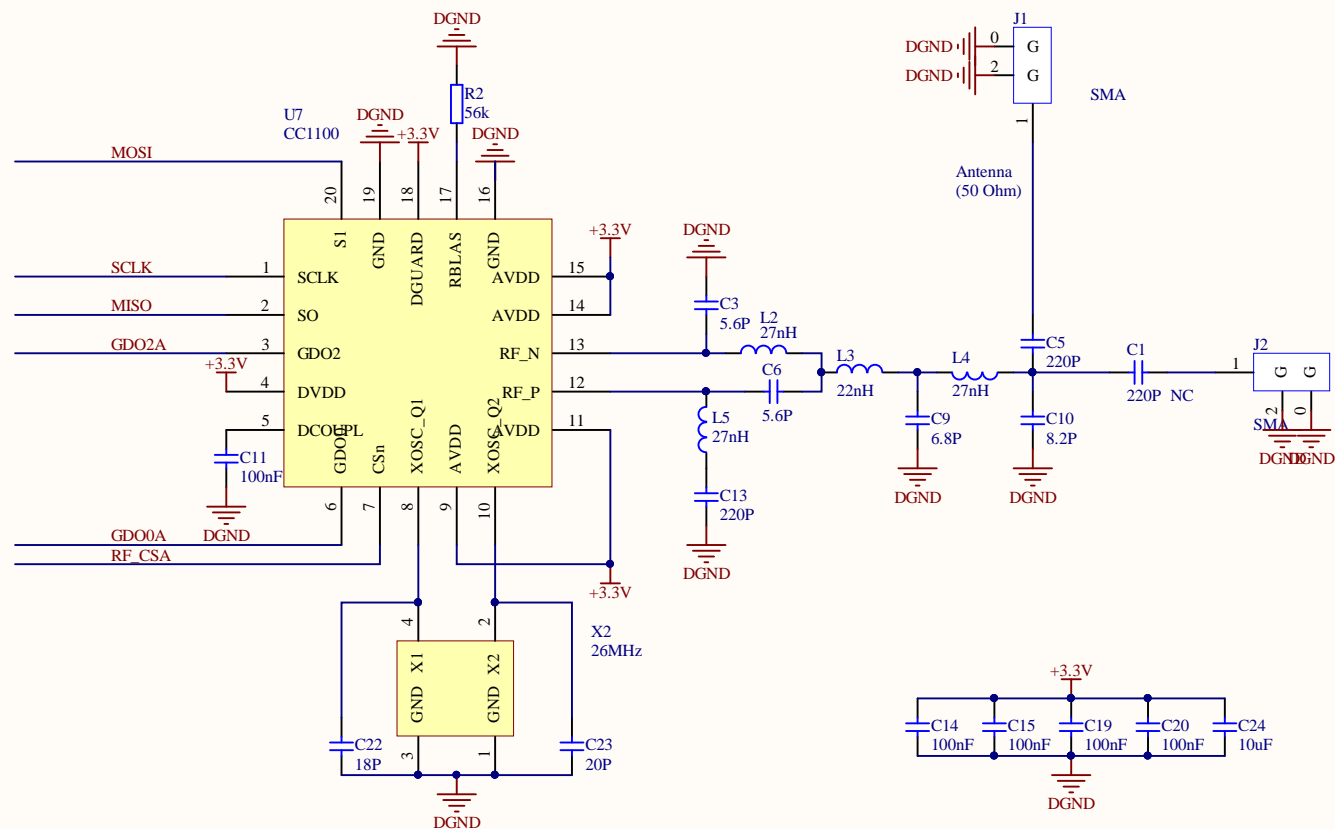 DGND
J1
DGND
0
G
DGND
2
G
R2
56k
SMA
U7
CC1100
DGND
+3.3V
DGND
1
MOSI
Antenna
(50 Ohm)
20
19
18
17
16
S1
GND
DGUARD
RBLAS
GND
+3.3V
DGND
SCLK
1
SCLK
AVDD
15
MISO
2
SO
AVDD
14
C3
5.6P
L2
27nH
GDO2A
3
GDO2
RF_N
13
C5
220P
C1
220P NC
J2
+3.3V
L3
22nH
L4
27nH
1
G
G
4
DVDD
RF_P
12
C6
5.6P
2
0
5
DCOUPL
GDO0
CSn
XOSC_Q1
AVDD
XOSC_Q2
AVDD
11
L5
27nH
C9
6.8P
C10
8.2P
SMA
DGND
DGND
C11
100nF
DGND
DGND
DGND
6
7
8
9
10
C13
220P
GDO0A
RF_CSA
DGND
+3.3V
4
2
X2
26MHz
X1
X2
GND
GND
+3.3V
C14
100nF
C15
100nF
C19
100nF
C20
100nF
C24
10uF
C22
18P
3
1
C23
20P
DGND
DGND